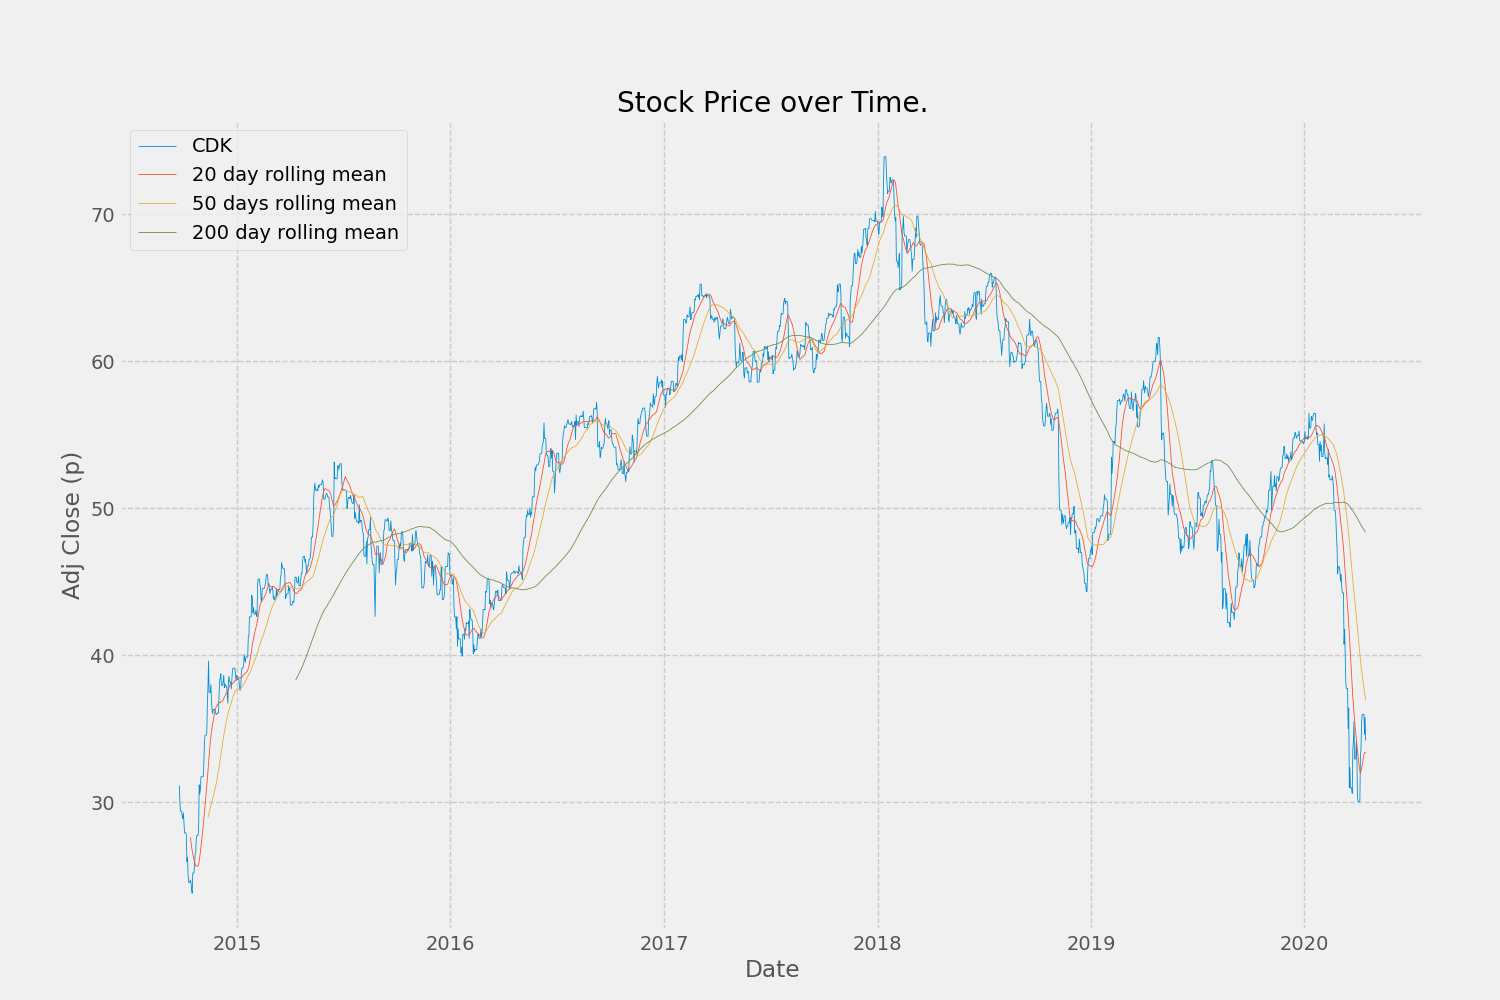 Stock Price over Time.
CDK
20 day rolling mean
50 days rolling mean
200 day rolling mean
Adj Close (p)
70
60
50
40
30
2015 2016 2017 2018 2019 2020
Date